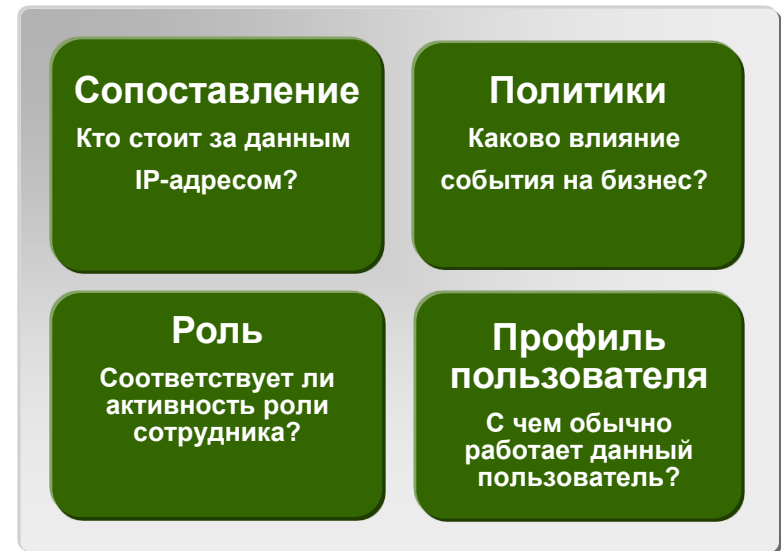 Сопоставление
Кто стоит за данным
IP-адресом?
Политики
Каково влияние
события на бизнес?
Роль
Соответствует ли
активность роли
сотрудника?
Профиль
пользователя
С чем обычно
работает данный
пользователь?